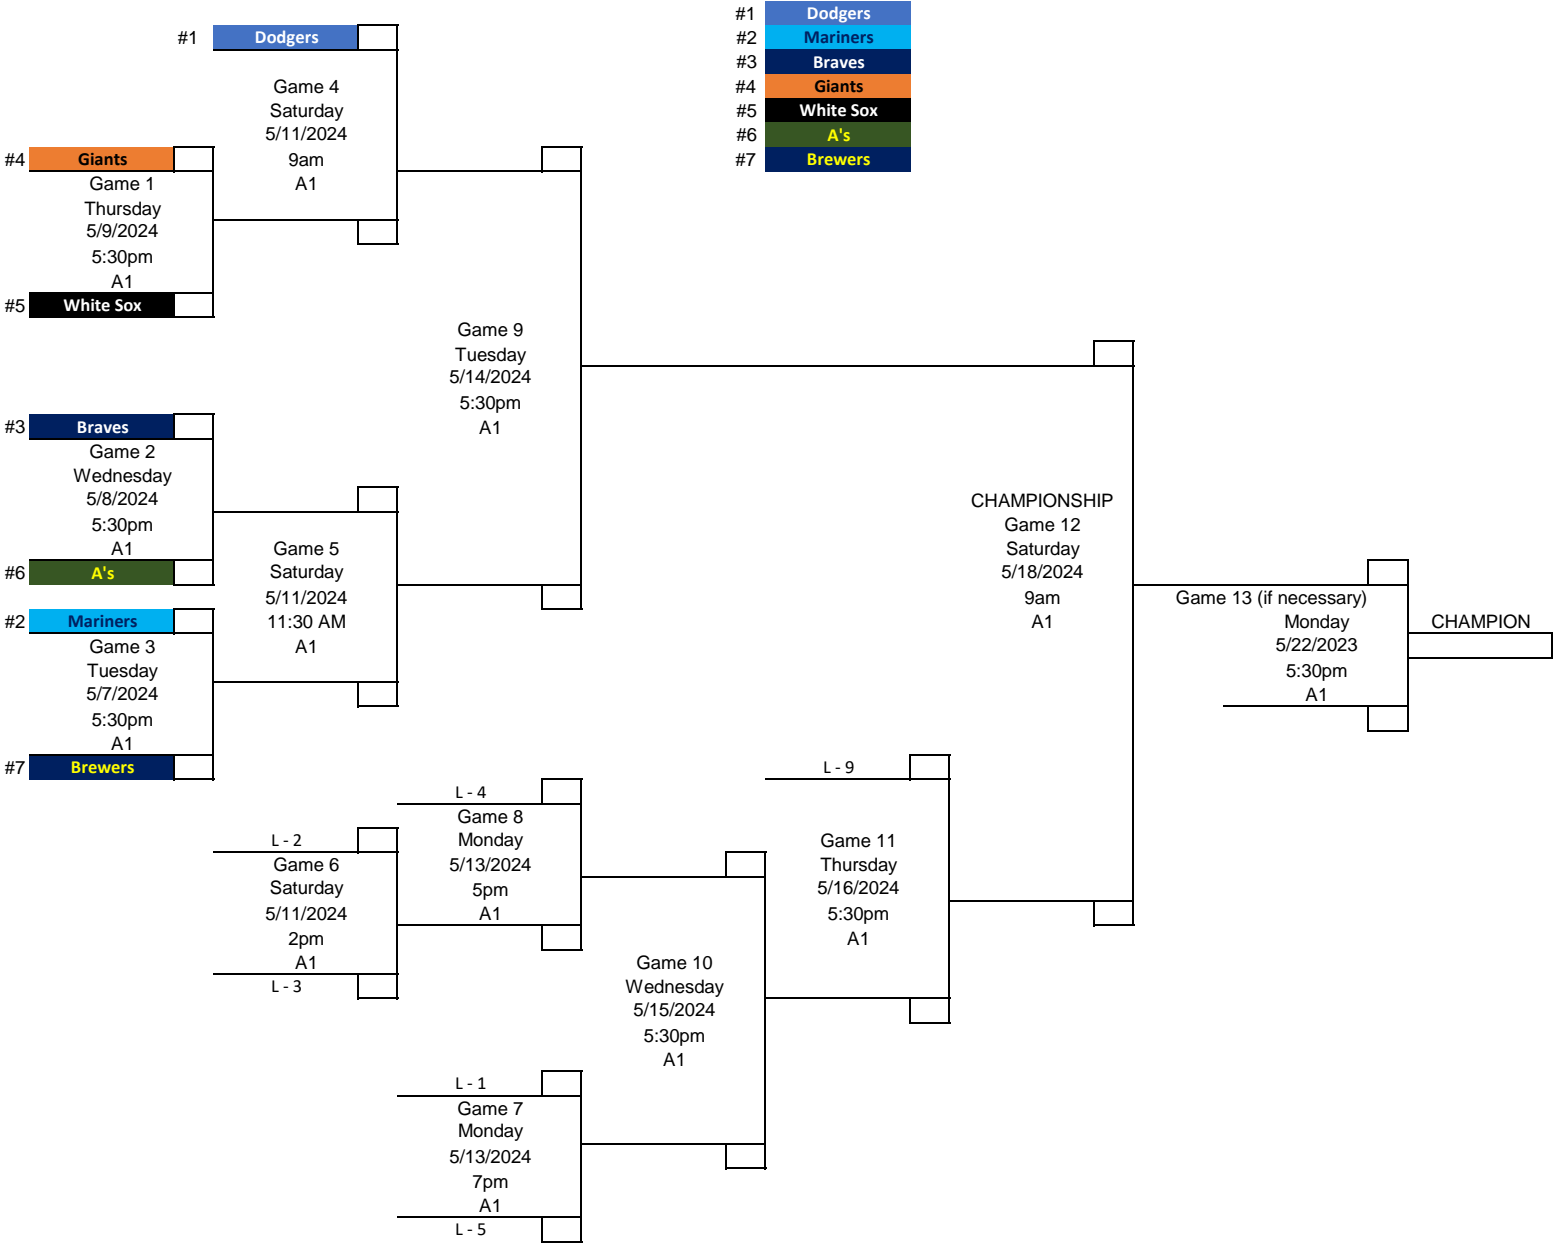 #1 Dodgers
#2 Mariners
#3 Braves
#4 Giants
#5 White Sox
#6 A's
#7 Brewers
#1 Dodgers
Game 4
Saturday
5/11/2024
9am
A1
#4 Giants
Game 1
Thursday
5/9/2024
5:30pm
A1
#5 White Sox
Game 9
Tuesday
5/14/2024
5:30pm
A1
#3 Braves
Game 2
Wednesday
5/8/2024
5:30pm
A1
#6 A's
Game 5
Saturday
5/11/2024
11:30 AM
A1
#2 Mariners
Game 3
Tuesday
5/7/2024
5:30pm
A1
#7 Brewers
CHAMPIONSHIP
Game 12
Saturday
5/18/2024
9am
A1
Game 13 (if necessary)
Monday
5/22/2023
5:30pm
A1
CHAMPION
L - 9
Game 11
Thursday
5/16/2024
5:30pm
A1
L - 4
Game 8
Monday
5/13/2024
5pm
A1
L - 2
Game 6
Saturday
5/11/2024
2pm
A1
L - 3
Game 10
Wednesday
5/15/2024
5:30pm
A1
L - 1
Game 7
Monday
5/13/2024
7pm
A1
L - 5